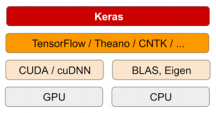 Keras
TensorFlow / Theano / CNTK / ...
CUDA / cuDNN
BLAS, Eigen
GPU
CPU